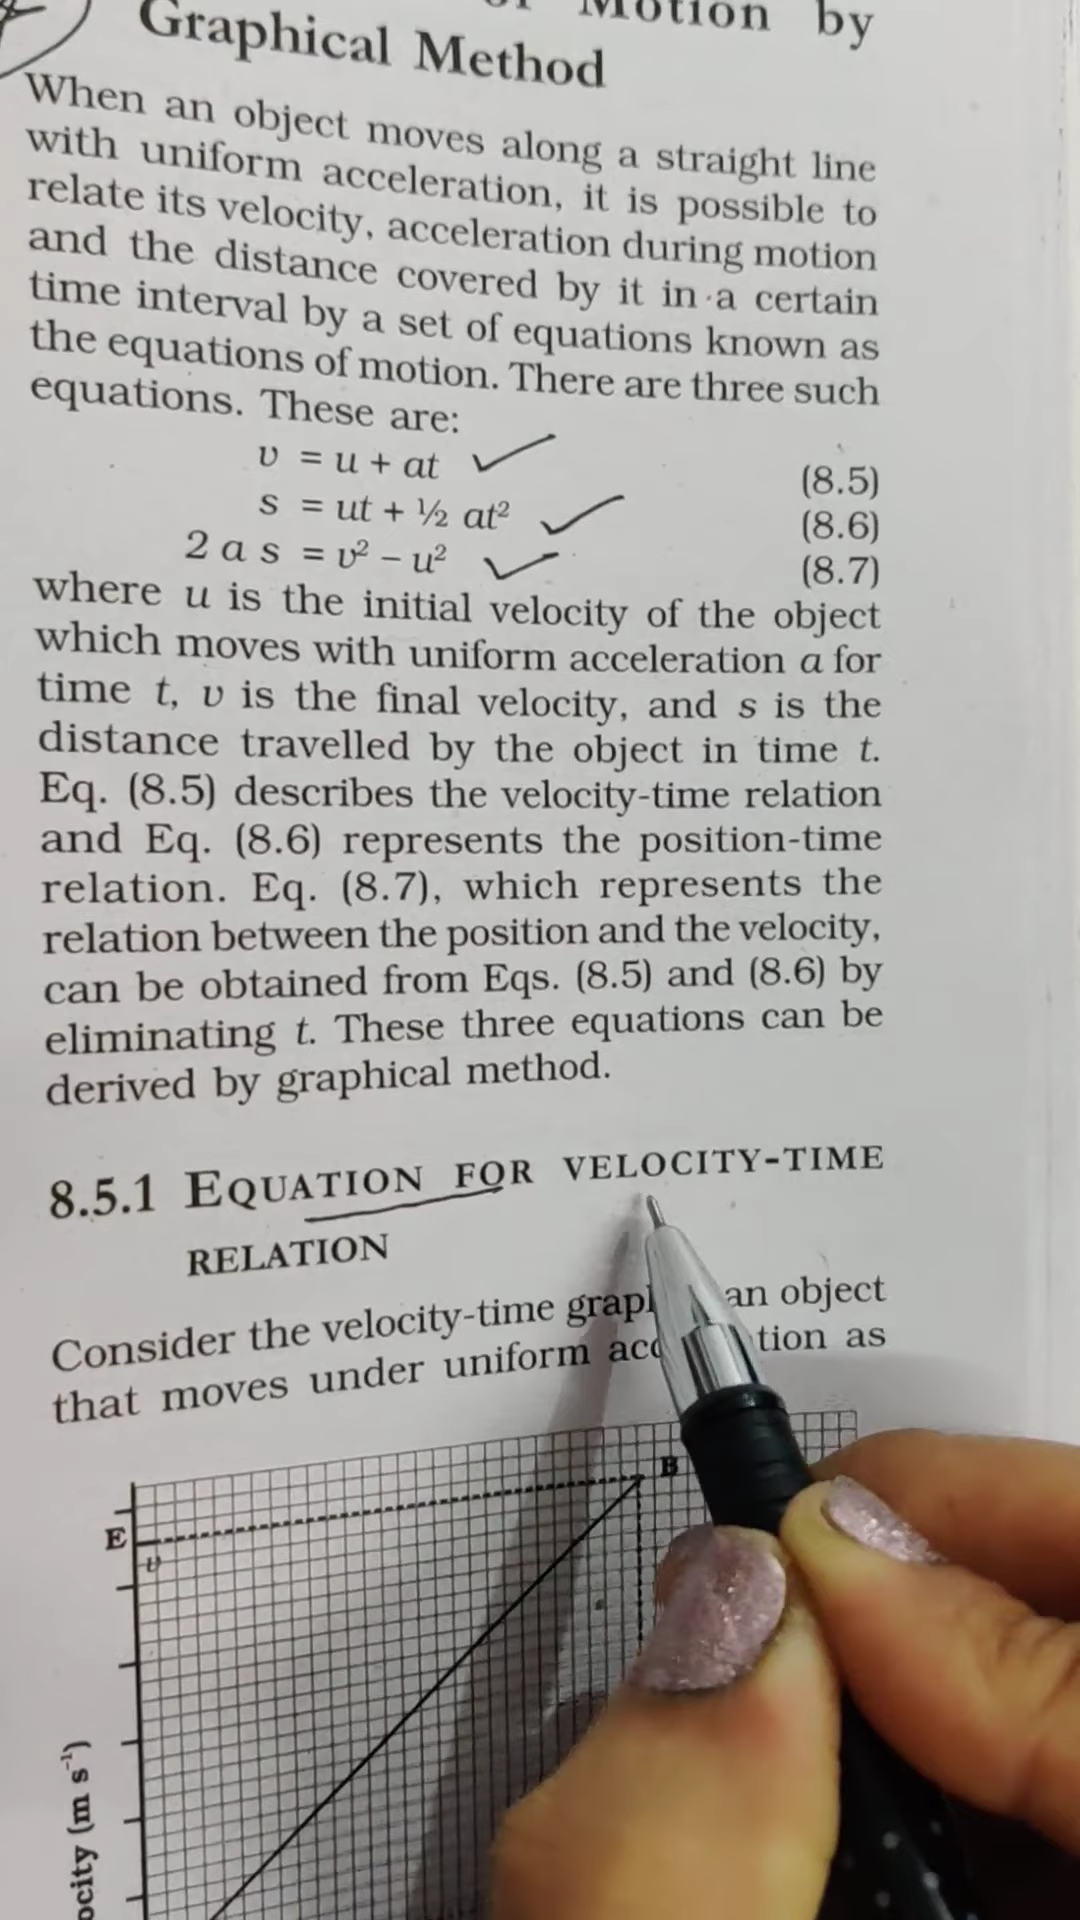 Motion by
Graphical Method
When an object moves along a straight line
with uniform acceleration, it is possible to
relate its velocity, acceleration during motion
and the distance covered by it in a certain
time interval by a set of equations known as
the equations of motion. There are three such
equations. These are:
v = u + at (8.5)
s = ut + ½ at² (8.6)
2 a s = v² – u² (8.7)
where u is the initial velocity of the object
which moves with uniform acceleration a for
time t, v is the final velocity, and s is the
distance travelled by the object in time t.
Eq. (8.5) describes the velocity-time relation
and Eq. (8.6) represents the position-time
relation. Eq. (8.7), which represents the
relation between the position and the velocity,
can be obtained from Eqs. (8.5) and (8.6) by
eliminating t. These three equations can be
derived by graphical method.
8.5.1 EQUATION FOR VELOCITY-TIME
RELATION
Consider the velocity-time an object
that moves under uniform as
B
E
v
(m s⁻¹)